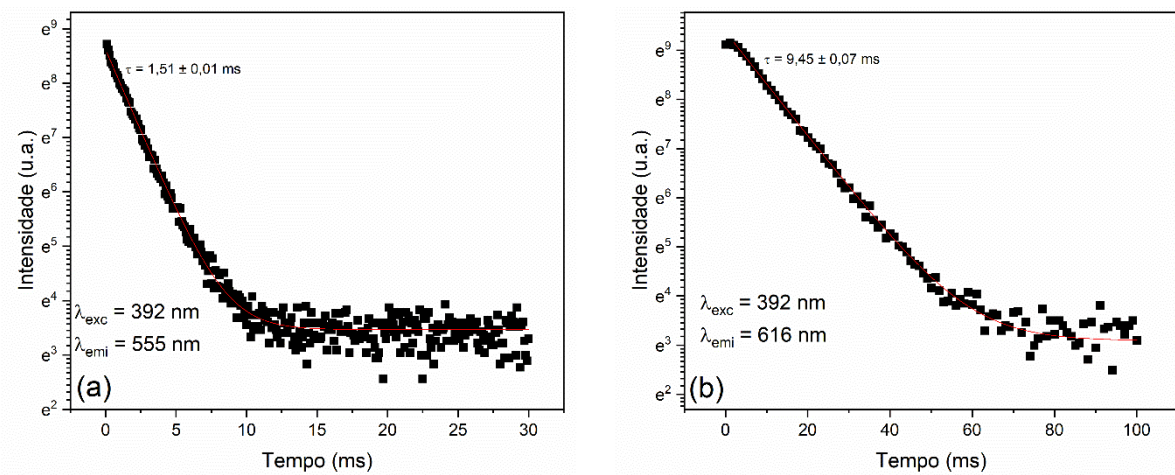 e⁹
e⁸
e⁷
e⁶
e⁵
e⁴
e³
e²
Intensidade (u.a.)
τ = 1,51 ± 0,01 ms
λexc = 392 nm
λemi = 555 nm
(a)
0 5 10 15 20 25 30
Tempo (ms)
e⁹
e⁸
e⁷
e⁶
e⁵
e⁴
e³
e²
Intensidade (u.a.)
τ = 9,45 ± 0,07 ms
λexc = 392 nm
λemi = 616 nm
(b)
0 20 40 60 80 100
Tempo (ms)